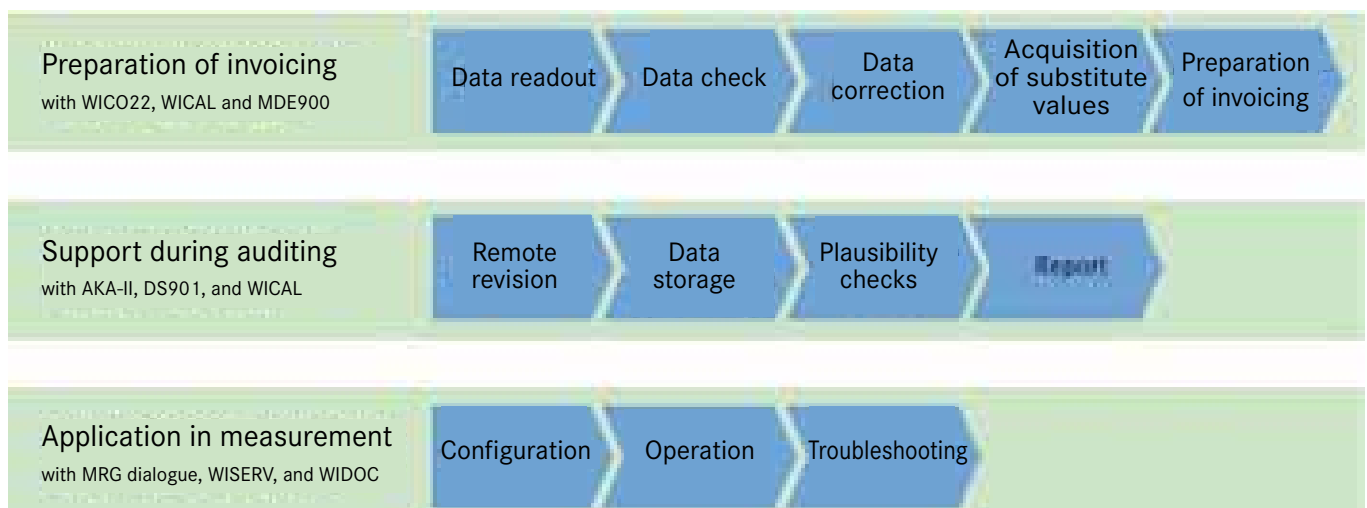 Preparation of invoicing
with WICO22, WICAL and MDE900
Data readout
Data check
Data
correction
Acquisition
of substitute
values
Preparation
of invoicing
Support during auditing
with AKA-II, DS901, and WICAL
Remote
revision
Data
storage
Plausibility
checks
Report
Application in measurement
with MRG dialogue, WISERV, and WIDOC
Configuration
Operation
Troubleshooting